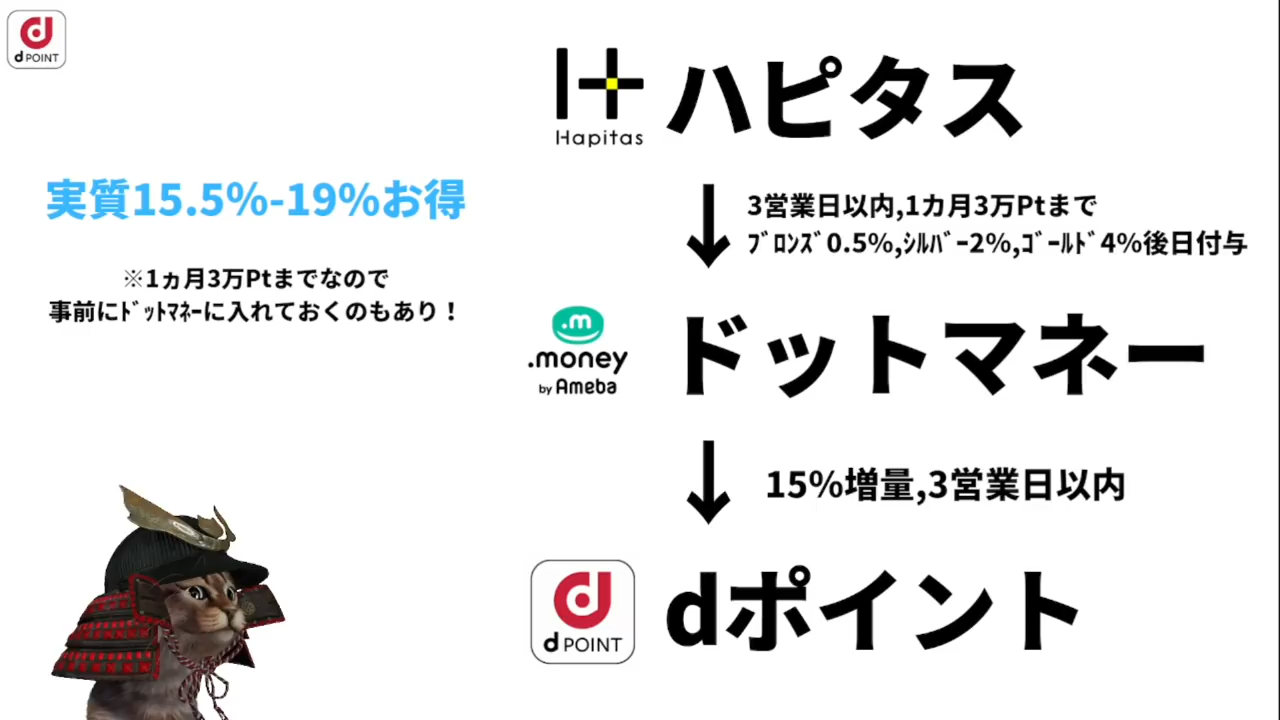 d POINT
Hapitas
ハピタス
実質15.5%-19%お得
3営業日以内,1カ月3万Ptまで
ﾌﾞﾛﾝｽﾞ0.5%,ｼﾙﾊﾞｰ2%,ｺﾞｰﾙﾄﾞ4%後日付与
※1ヵ月3万Ptまでなので
事前にﾄﾞｯﾄﾏﾈｰに入れておくのもあり！
.m
.money
by Ameba
ドットマネー
15%増量,3営業日以内
d POINT
dポイント